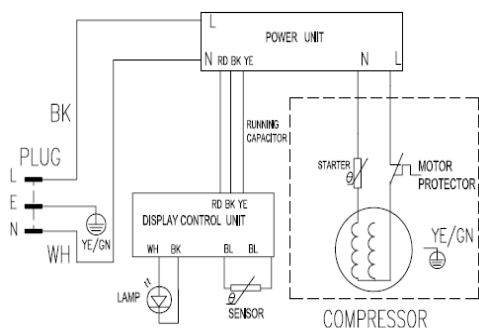 L
POWER UNIT
N RD BK YE N L
BK
RUNNING
CAPACITOR
PLUG
L
E
N
YE/GN
WH
STARTER
θ
MOTOR
PROTECTOR
RD BK YE
DISPLAY CONTROL UNIT
WH BK BL BL
YE/GN
LAMP
θ
SENSOR
COMPRESSOR